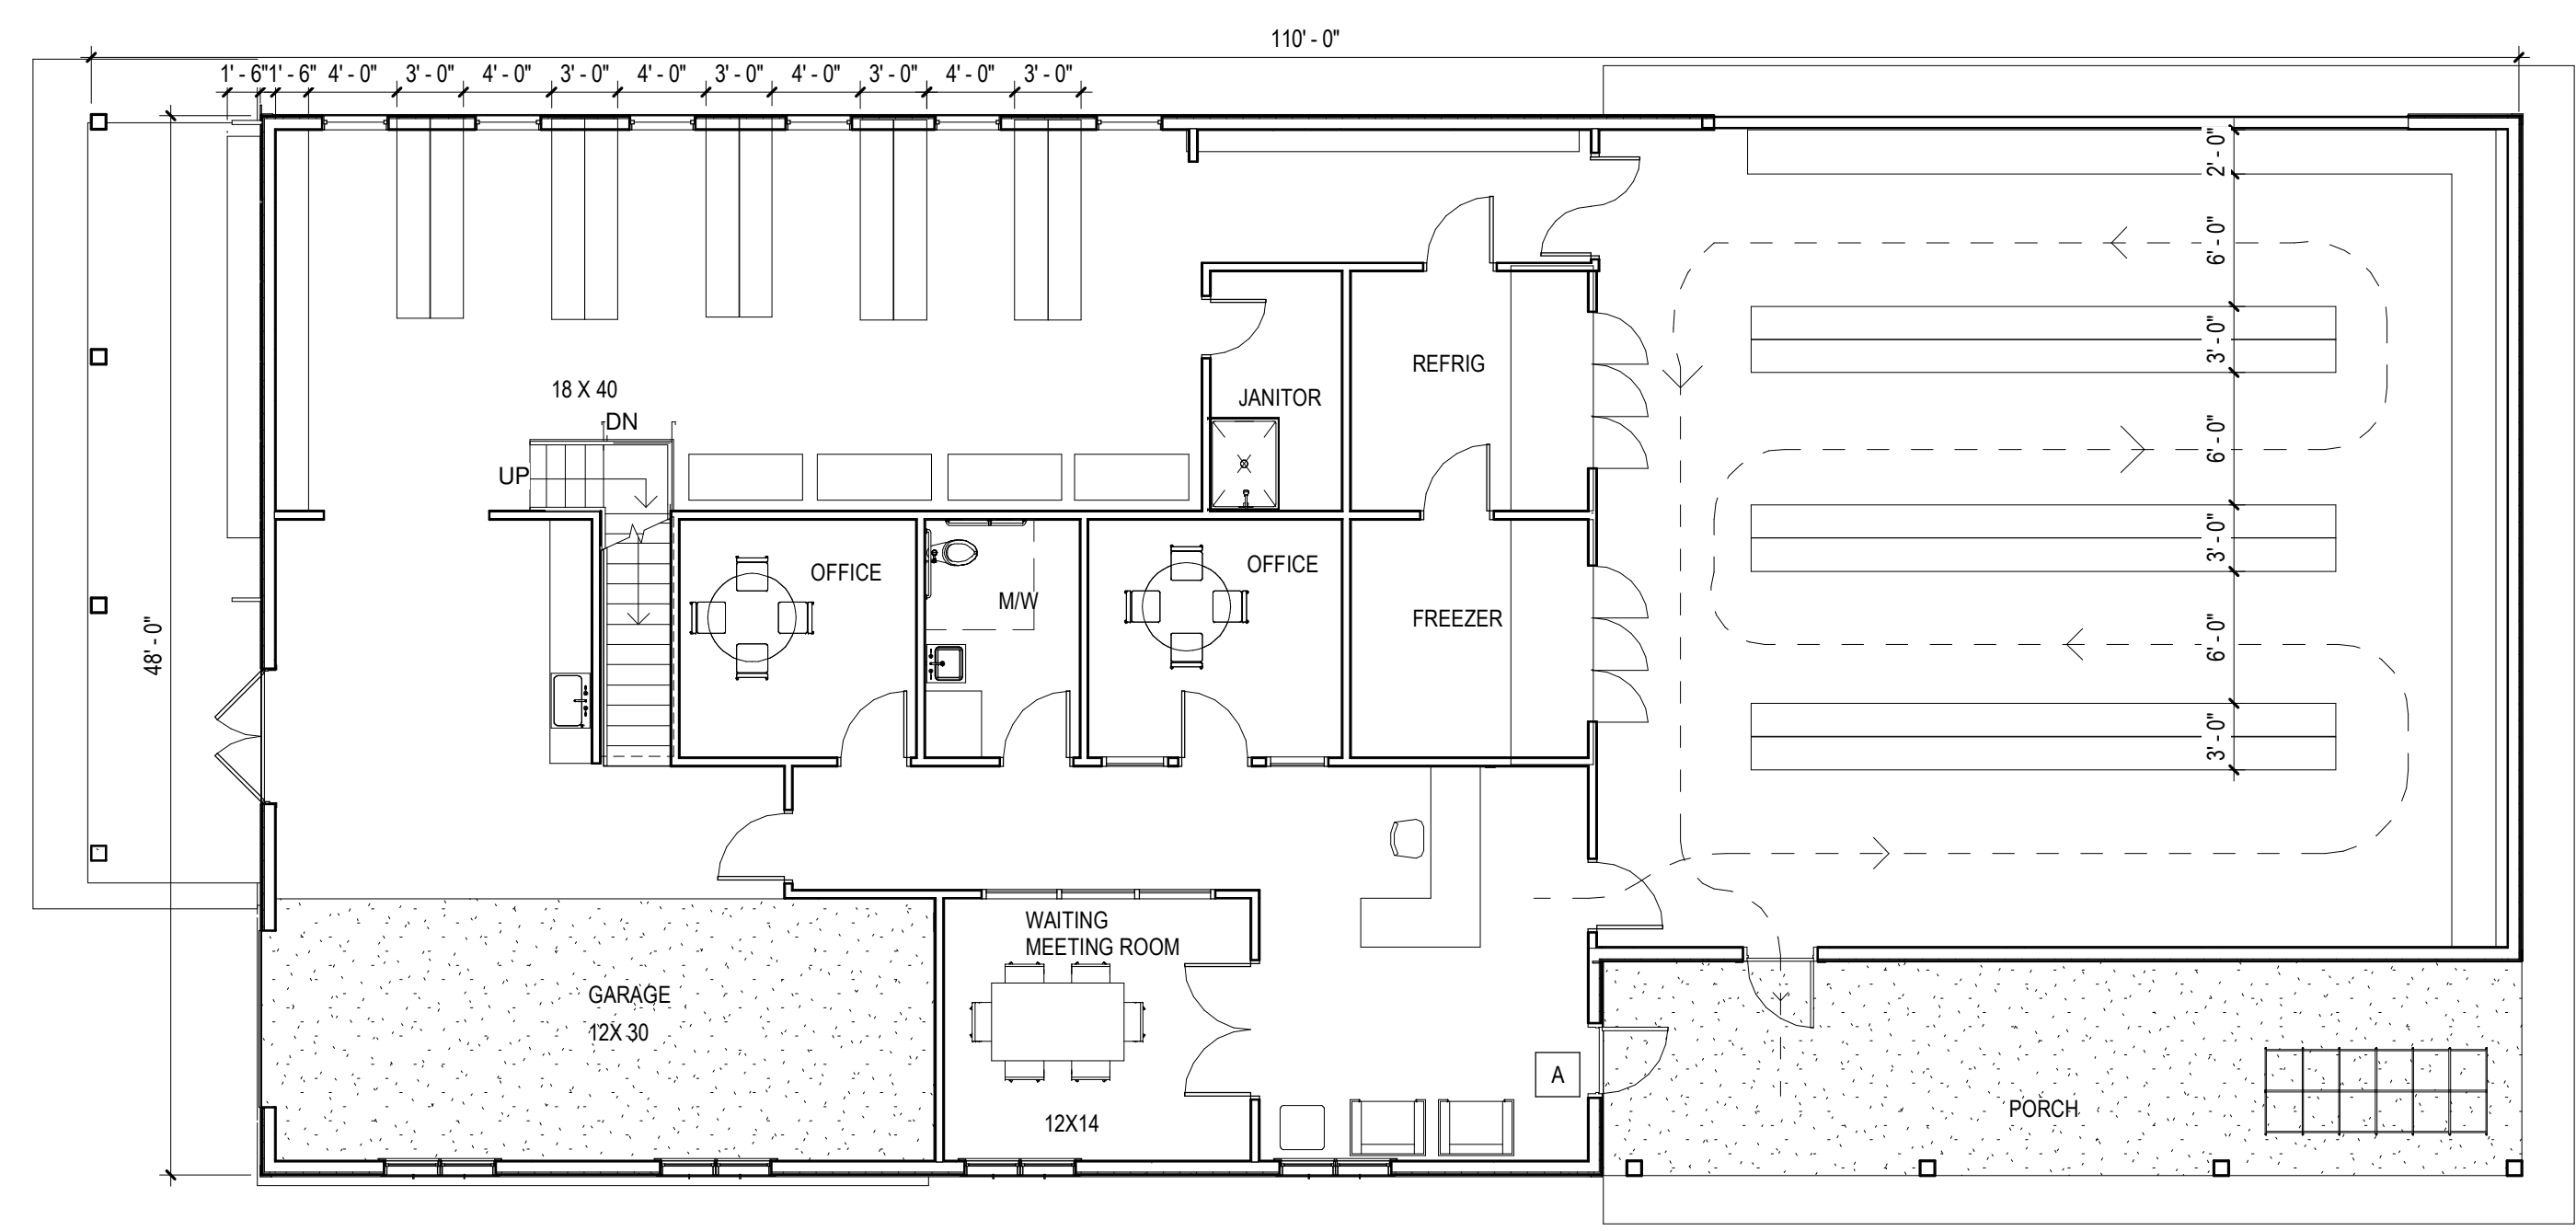 110' - 0"
1' - 6"
1' - 6"
4' - 0"
3' - 0"
4' - 0"
3' - 0"
4' - 0"
3' - 0"
4' - 0"
3' - 0"
4' - 0"
3' - 0"
2' - 0"
6' - 0"
3' - 0"
6' - 0"
3' - 0"
6' - 0"
3' - 0"
48' - 0"
18 X 40
DN
UP
JANITOR
REFRIG
OFFICE
M/W
OFFICE
FREEZER
WAITING
MEETING ROOM
12X14
GARAGE
12X 30
A
PORCH